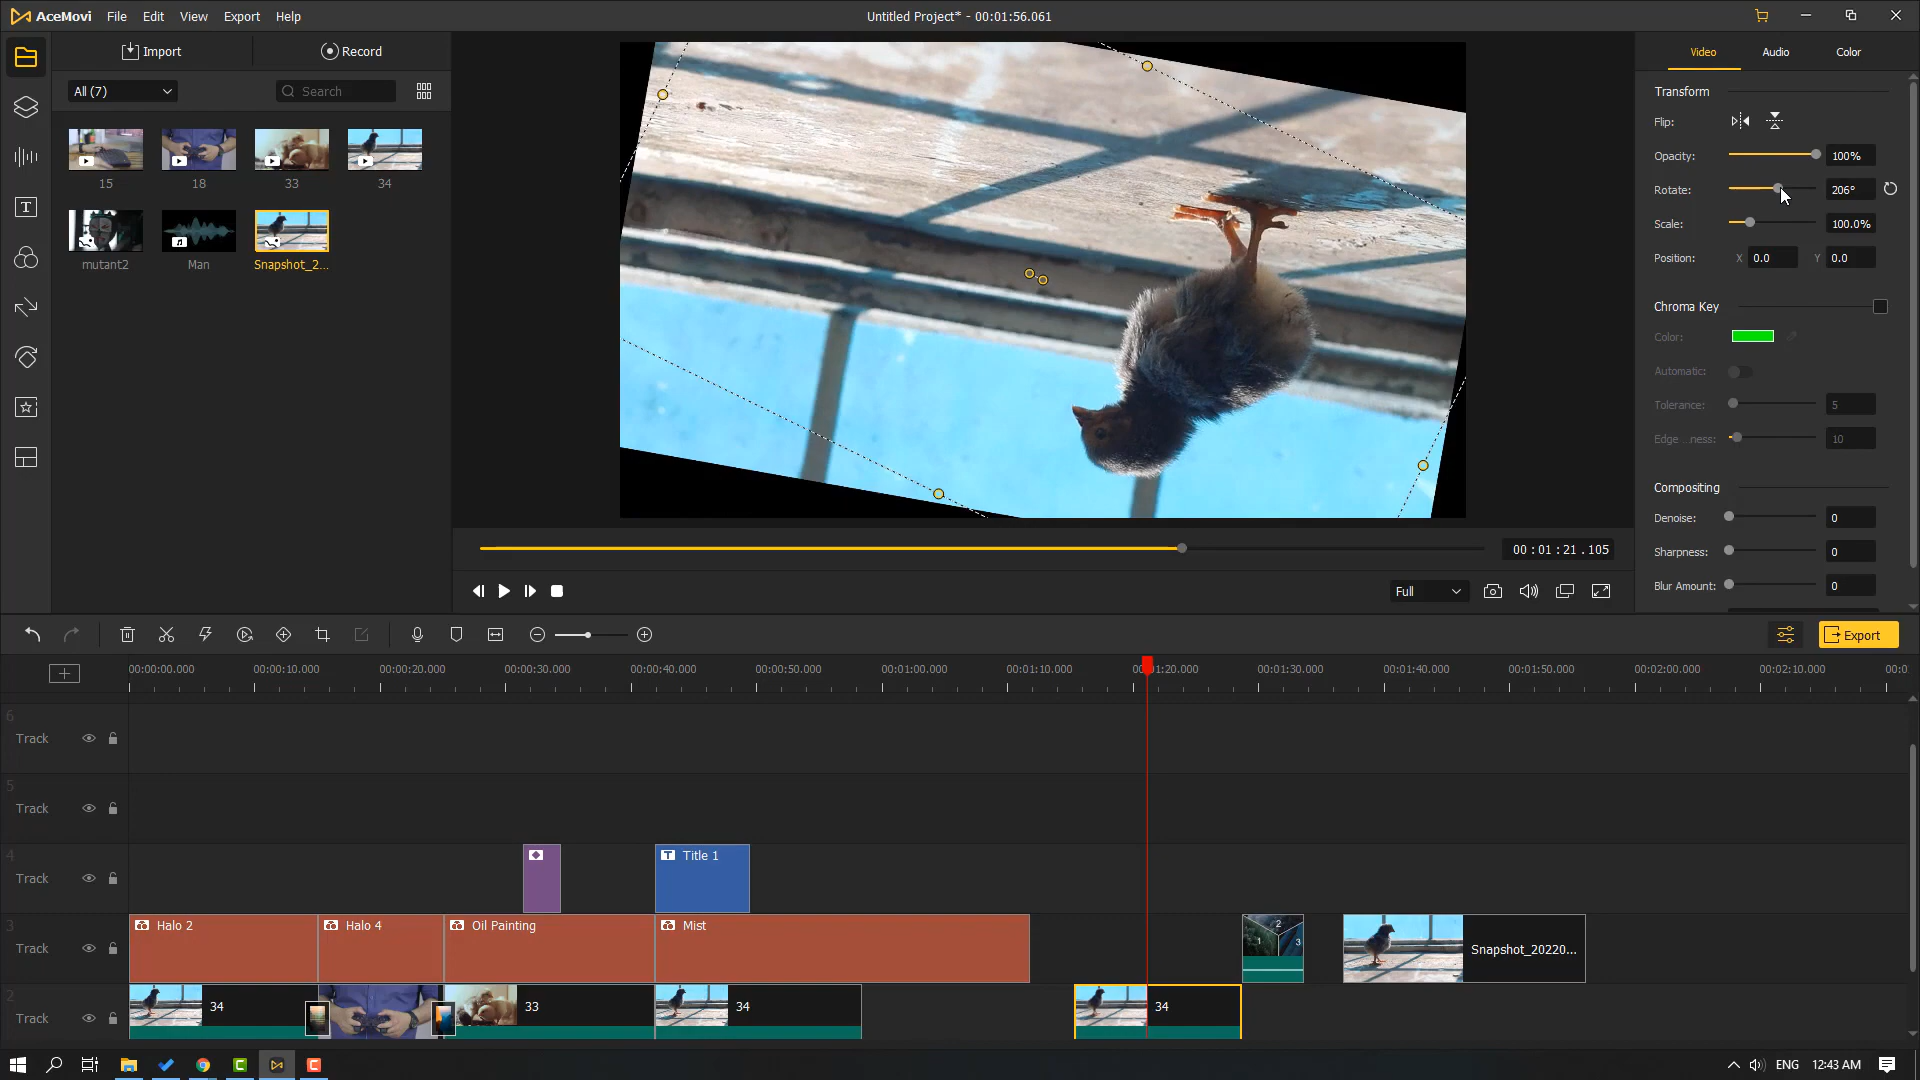 AceMovi File Edit View Export Help
Untitled Project* - 00:01:56.061
Import Record
All (7) Search
15 18 33 34
mutant2 Man Snapshot_2...
Video Audio Color
Transform
Flip:
Opacity: 100%
Rotate: 206°
Scale: 100.0%
Position: X 0.0 Y 0.0
Chroma Key
Color:
Automatic:
Tolerance: 5
Edge ...ness: 10
Compositing
Denoise: 0
Sharpness: 0
Blur Amount: 0
00 : 01 : 21 . 105
Full
Export
00:00:00.000 00:00:10.000 00:00:20.000 00:00:30.000 00:00:40.000 00:00:50.000 00:01:00.000 00:01:10.000 00:01:20.000 00:01:30.000 00:01:40.000 00:01:50.000 00:02:00.000 00:02:10.000
6
Track
5
Track
4
Track Title 1
3
Track Halo 2 Halo 4 Oil Painting Mist 1 2 3 Snapshot_20220...
2
Track 34 33 34 34
ENG 12:43 AM